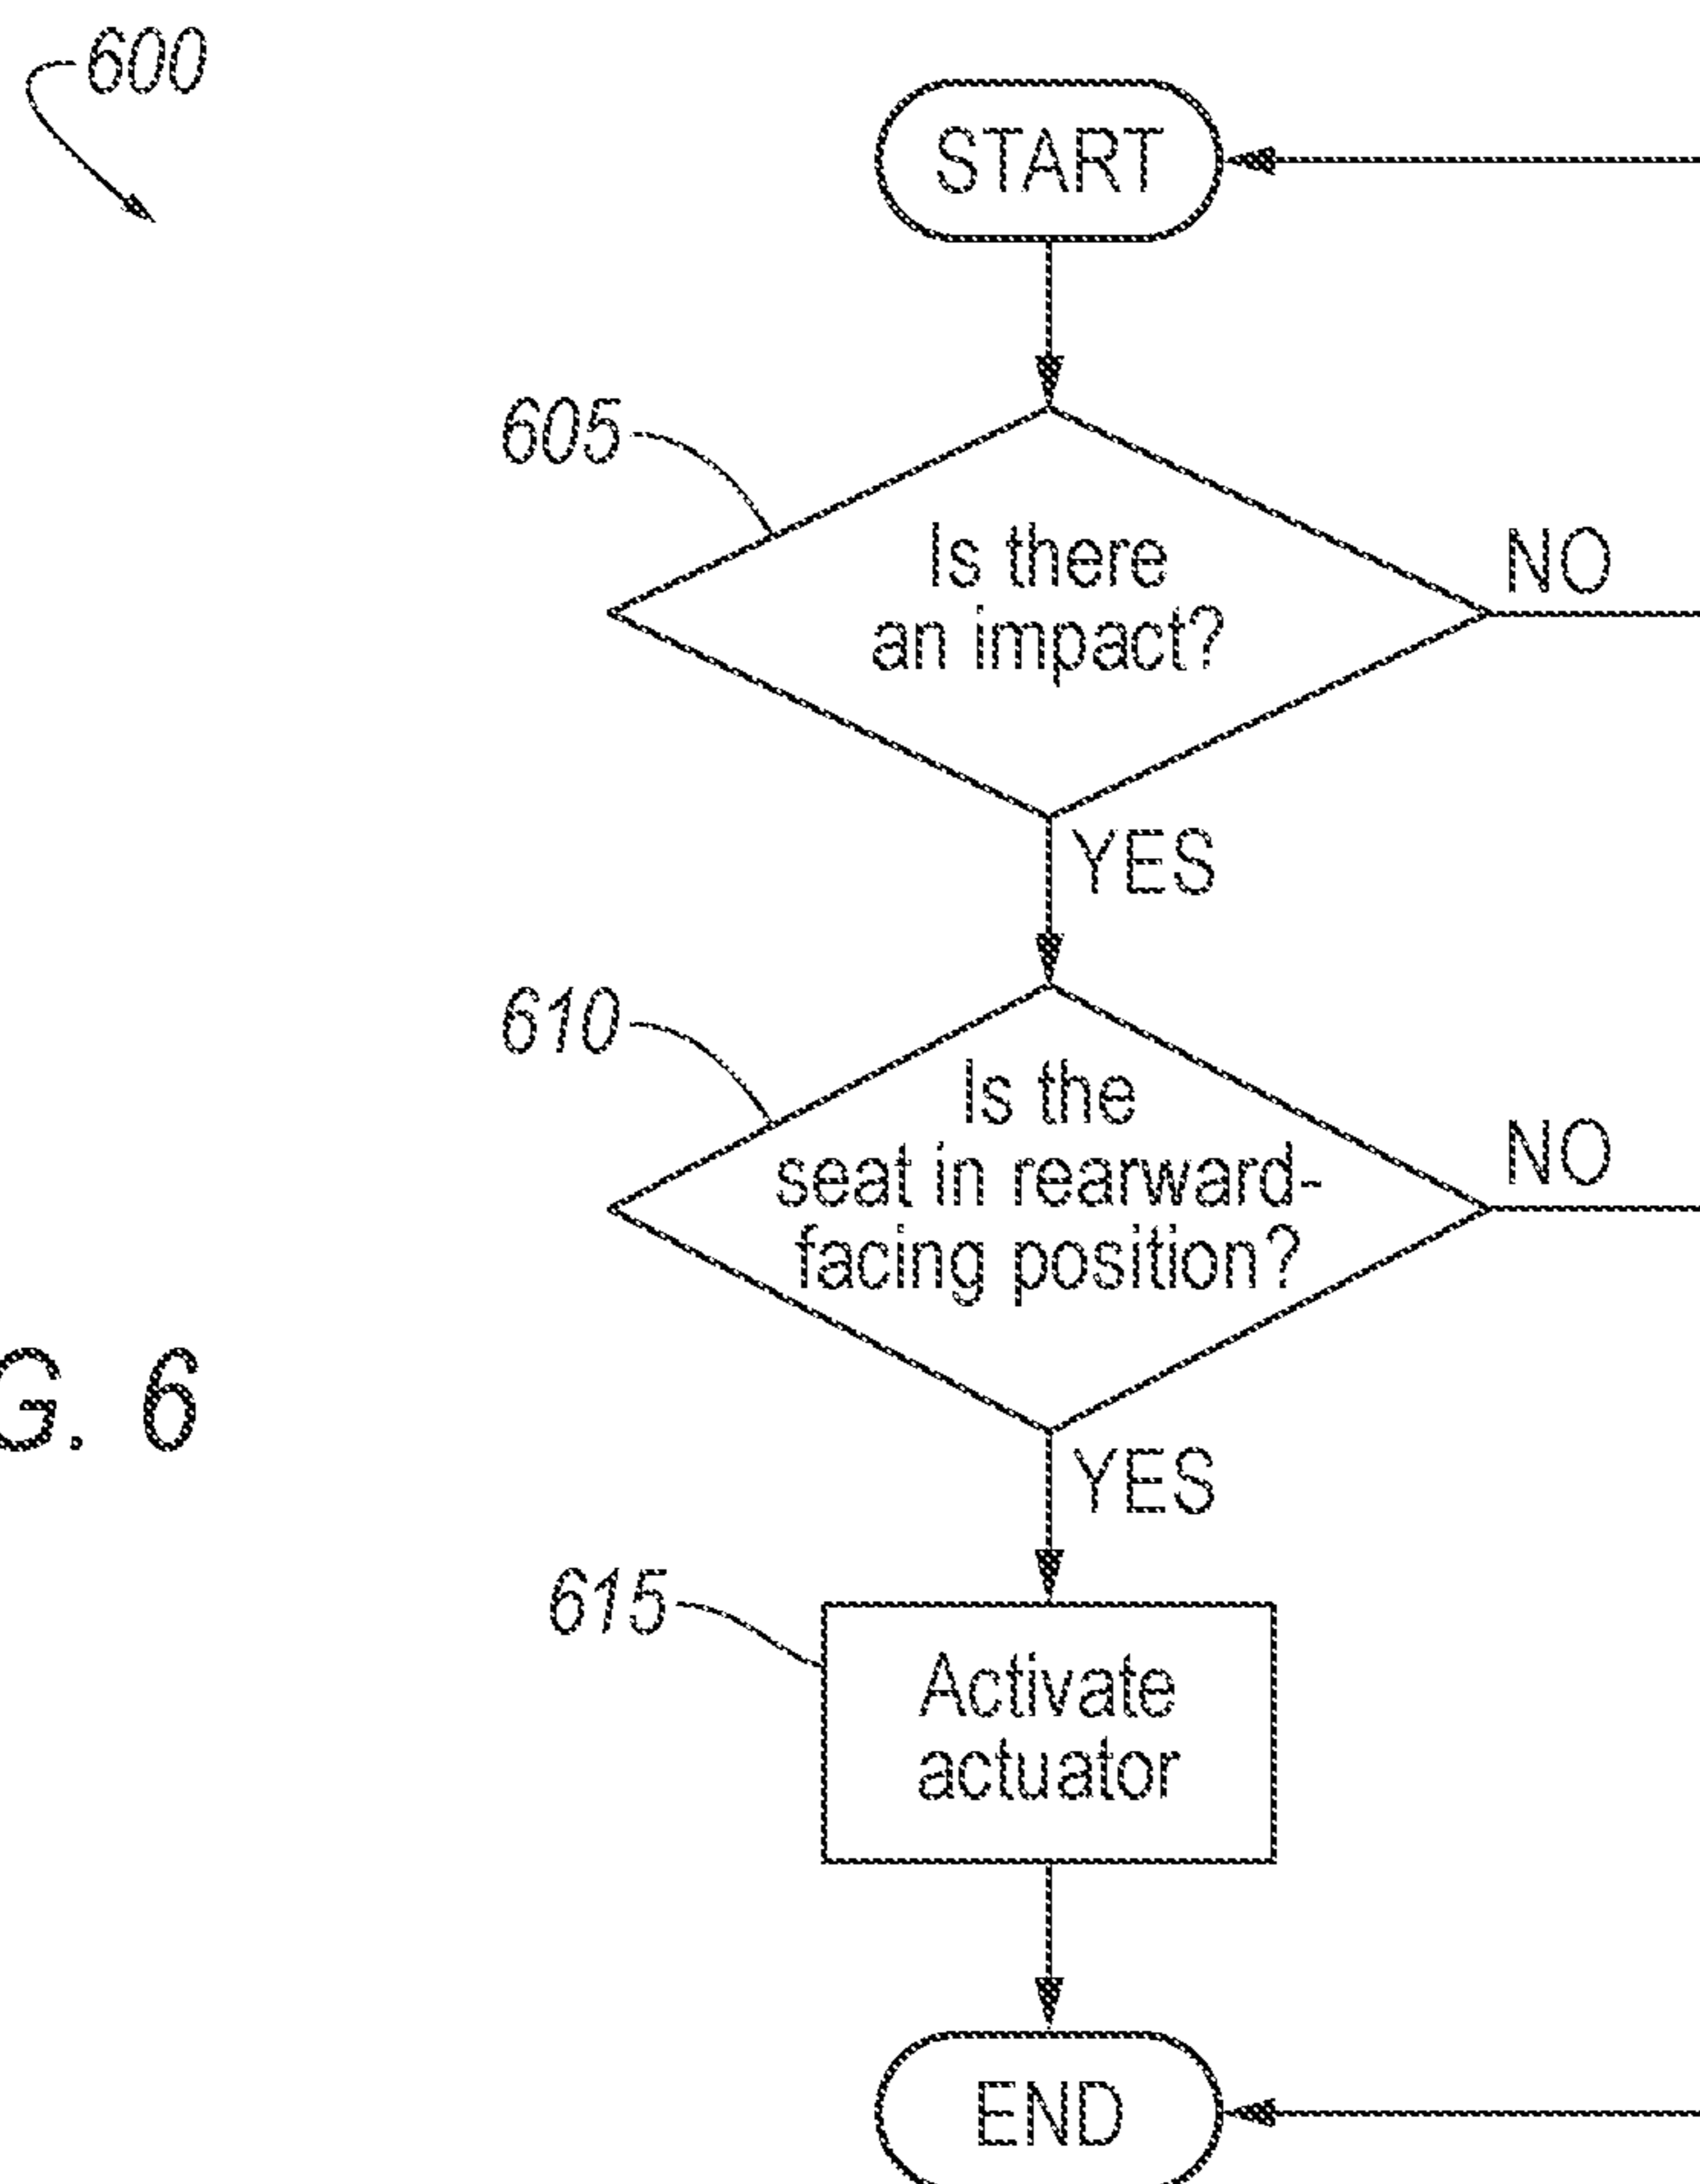 600
START
605
Is there
an impact?
NO
YES
610
Is the
seat in rearward-
facing position?
NO
YES
G. 6
615
Activate
actuator
END